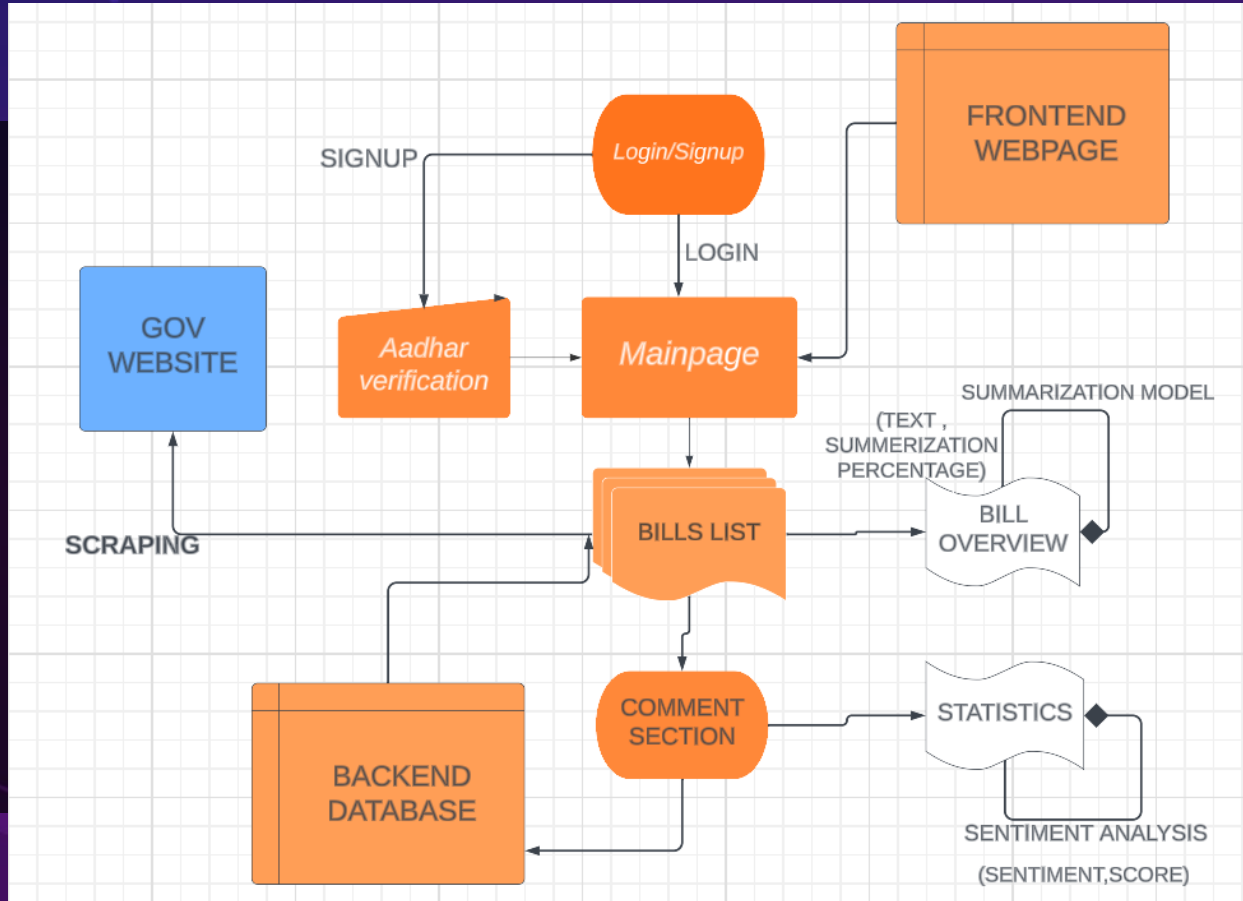 FRONTEND
WEBPAGE
Login/Signup
SIGNUP
LOGIN
GOV
WEBSITE
Aadhar
verification
Mainpage
SUMMARIZATION MODEL
(TEXT ,
SUMMERIZATION
PERCENTAGE)
BILLS LIST
BILL
OVERVIEW
SCRAPING
COMMENT
SECTION
STATISTICS
BACKEND
DATABASE
SENTIMENT ANALYSIS
(SENTIMENT,SCORE)